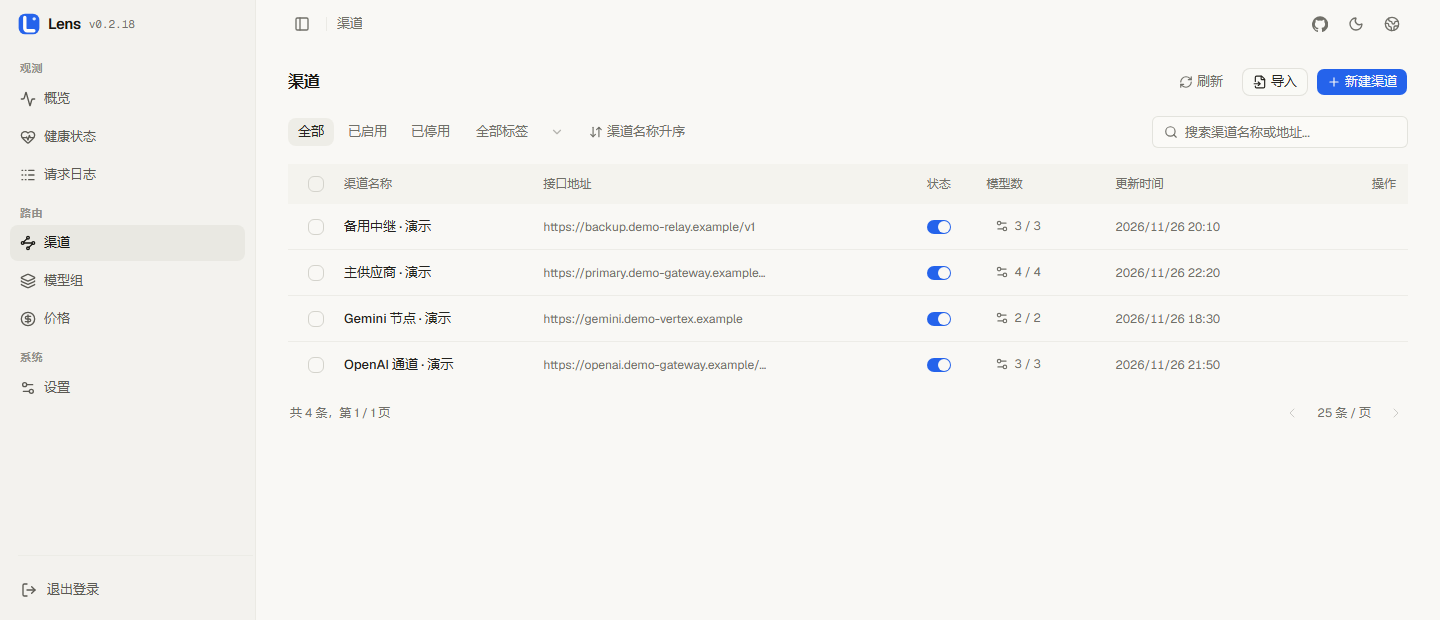 Lens v0.2.18
观测
概览
健康状态
请求日志
路由
渠道
模型组
价格
系统
设置
退出登录
渠道
渠道
刷新 导入 新建渠道
全部 已启用 已停用 全部标签 渠道名称升序 搜索渠道名称或地址...
渠道名称 接口地址 状态 模型数 更新时间 操作
备用中继 · 演示 https://backup.demo-relay.example/v1 3 / 3 2026/11/26 20:10
主供应商 · 演示 https://primary.demo-gateway.example... 4 / 4 2026/11/26 22:20
Gemini 节点 · 演示 https://gemini.demo-vertex.example 2 / 2 2026/11/26 18:30
OpenAI 通道 · 演示 https://openai.demo-gateway.example/... 3 / 3 2026/11/26 21:50
共 4 条，第 1 / 1 页 25 条 / 页